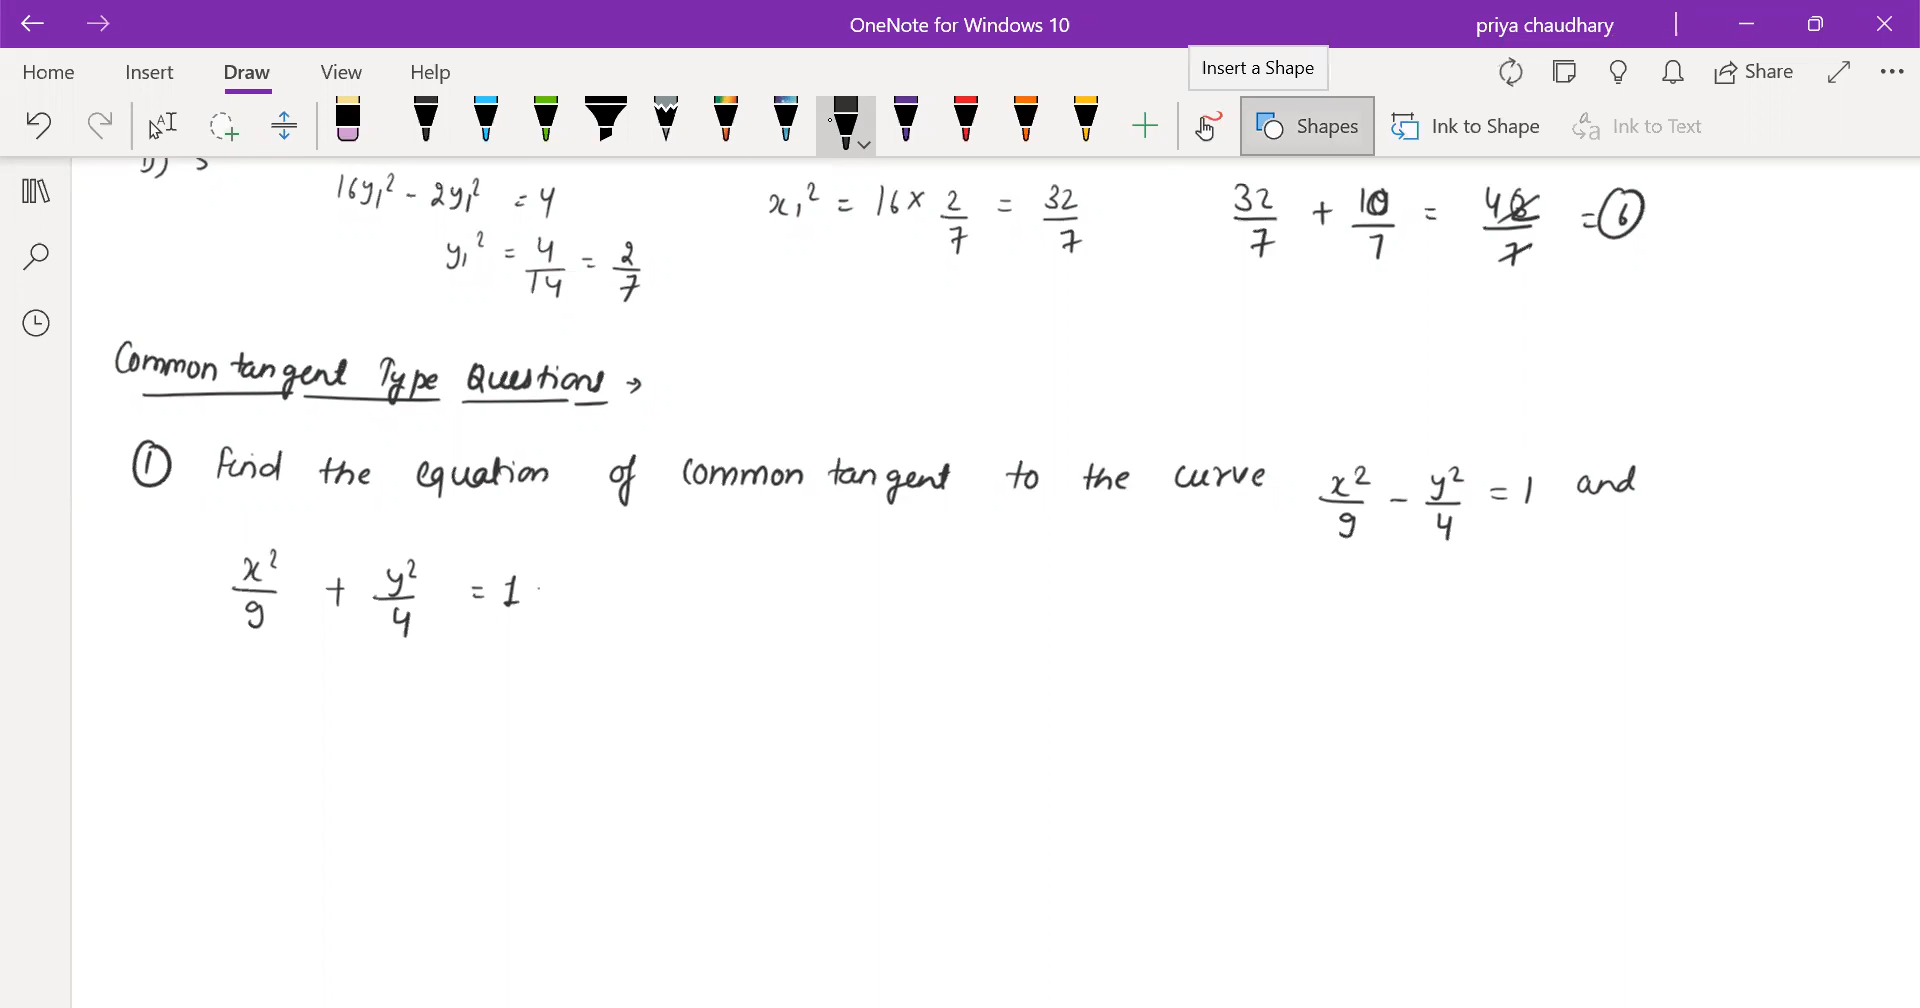 OneNote for Windows 10
priya chaudhary
Home Insert Draw View Help
Insert a Shape
Share
Shapes Ink to Shape Ink to Text
D) 3
16y₁² - 2y₁² = 4
y₁² = 4/14 = 2/7
x₁² = 16 × 2/7 = 32/7
32/7 + 10/7 = 42/7 = 6
Common tangent Type Questions →
① Find the equation of common tangent to the curve x²/9 - y²/4 = 1 and
x²/9 + y²/4 = 1